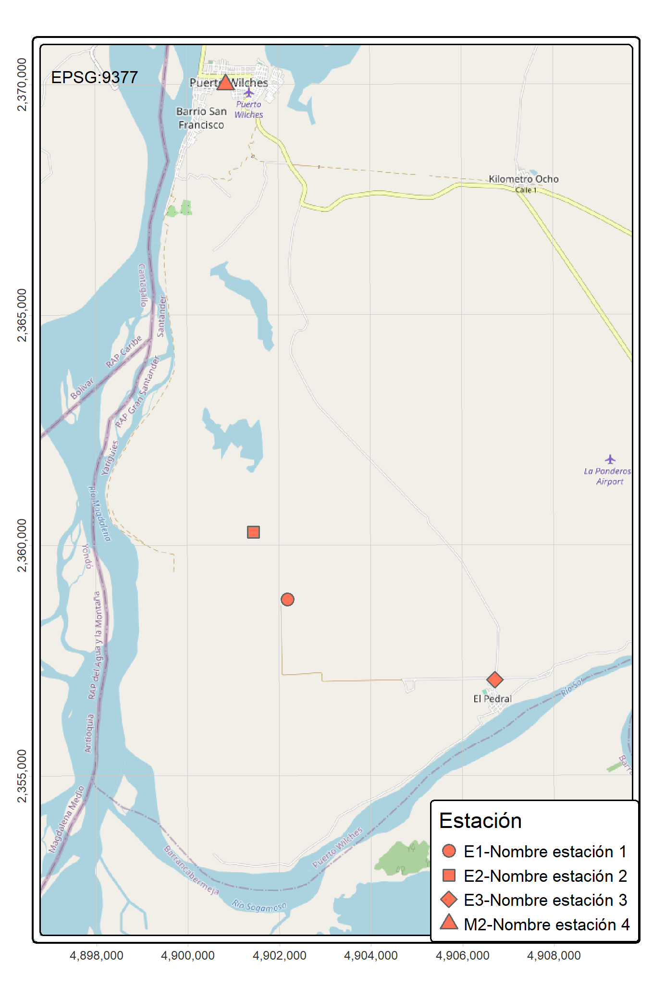 EPSG:9377
2,370,000
2,365,000
2,360,000
2,355,000
Puerto Wilches
Puerto
Wilches
Barrio San
Francisco
Kilometro Ocho
Calle 1
Cantagallo
Santander
RAP Caribe
Bolívar
RAP Gran Santander
Yariguíes
Río Magdalena
Yondó
La Ponderos
Airport
RAP del Agua y la Montaña
Antioquia
El Pedral
Río So
Magdalena Medio
Barrancabermeja
Puerto Wilches
Río Sogamoso
Barra
Estación
E1-Nombre estación 1
E2-Nombre estación 2
E3-Nombre estación 3
M2-Nombre estación 4
4,898,000
4,900,000
4,902,000
4,904,000
4,906,000
4,908,000